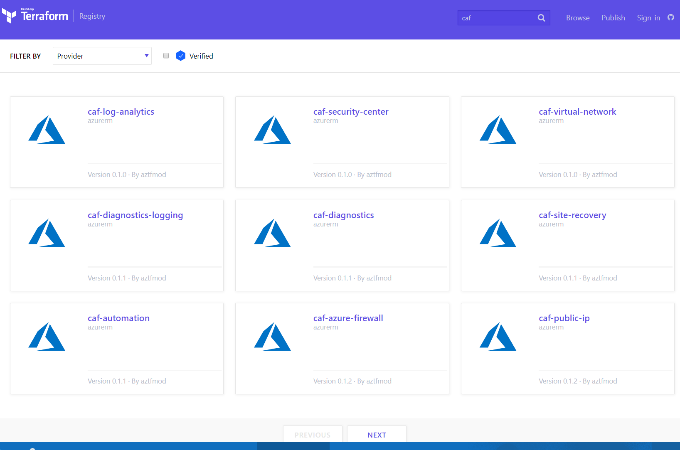 HashiCorp
Terraform Registry caf Browse Publish Sign in
FILTER BY Provider Verified
caf-log-analytics
azurerm
Version 0.1.0 · By aztfmod
caf-security-center
azurerm
Version 0.1.0 · By aztfmod
caf-virtual-network
azurerm
Version 0.1.0 · By aztfmod
caf-diagnostics-logging
azurerm
Version 0.1.1 · By aztfmod
caf-diagnostics
azurerm
Version 0.1.1 · By aztfmod
caf-site-recovery
azurerm
Version 0.1.1 · By aztfmod
caf-automation
azurerm
Version 0.1.1 · By aztfmod
caf-azure-firewall
azurerm
Version 0.1.2 · By aztfmod
caf-public-ip
azurerm
Version 0.1.2 · By aztfmod
PREVIOUS NEXT